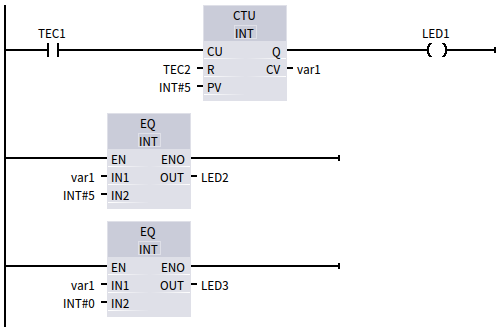 CTU
TEC1 INT LED1
CU Q
TEC2 R CV var1
INT#5 PV
EQ
INT
EN ENO
var1 IN1 OUT LED2
INT#5 IN2
EQ
INT
EN ENO
var1 IN1 OUT LED3
INT#0 IN2